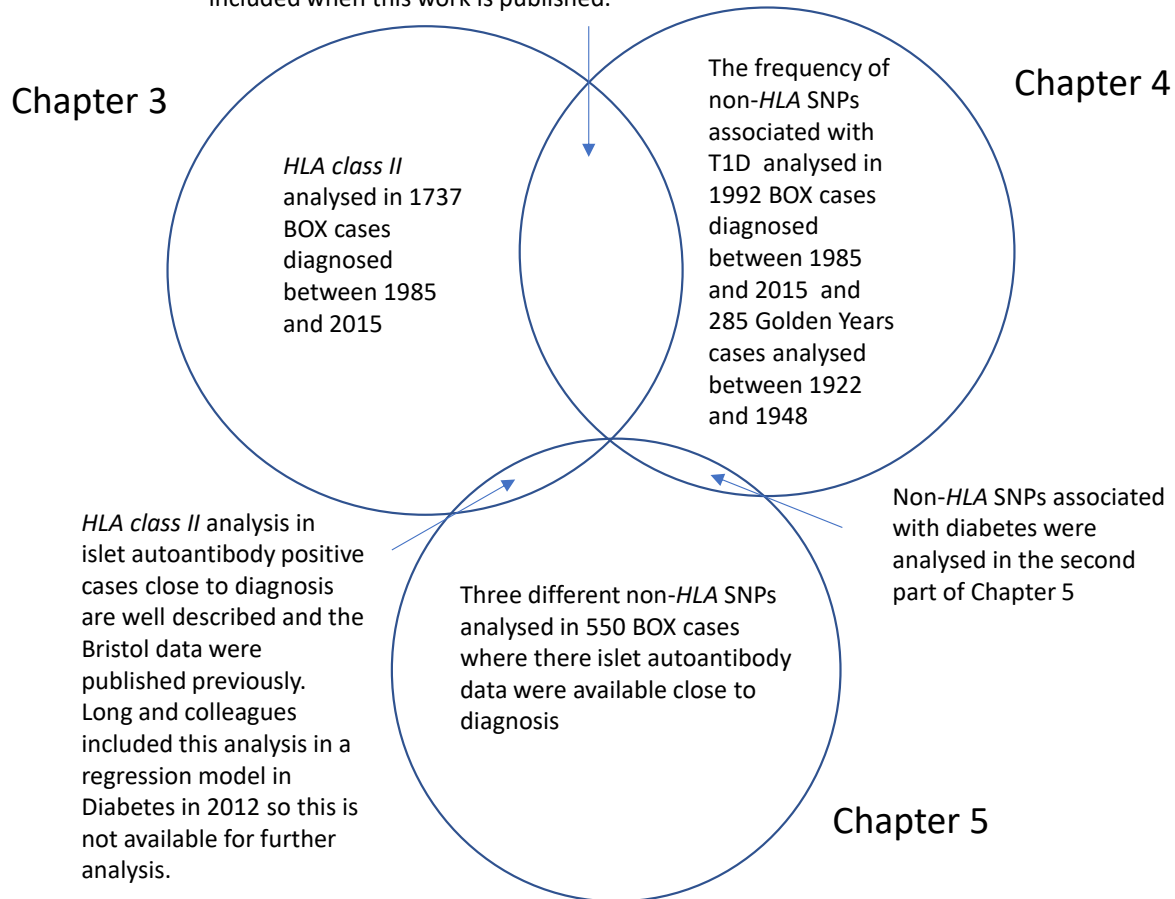 included when this work is published.
Chapter 3
HLA class II
analysed in 1737
BOX cases
diagnosed
between 1985
and 2015
The frequency of
non-HLA SNPs
associated with
T1D analysed in
1992 BOX cases
diagnosed
between 1985
and 2015 and
285 Golden Years
cases analysed
between 1922
and 1948
Chapter 4
HLA class II analysis in
islet autoantibody positive
cases close to diagnosis
are well described and the
Bristol data were
published previously.
Long and colleagues
included this analysis in a
regression model in
Diabetes in 2012 so this is
not available for further
analysis.
Three different non-HLA SNPs
analysed in 550 BOX cases
where there islet autoantibody
data were available close to
diagnosis
Non-HLA SNPs associated
with diabetes were
analysed in the second
part of Chapter 5
Chapter 5